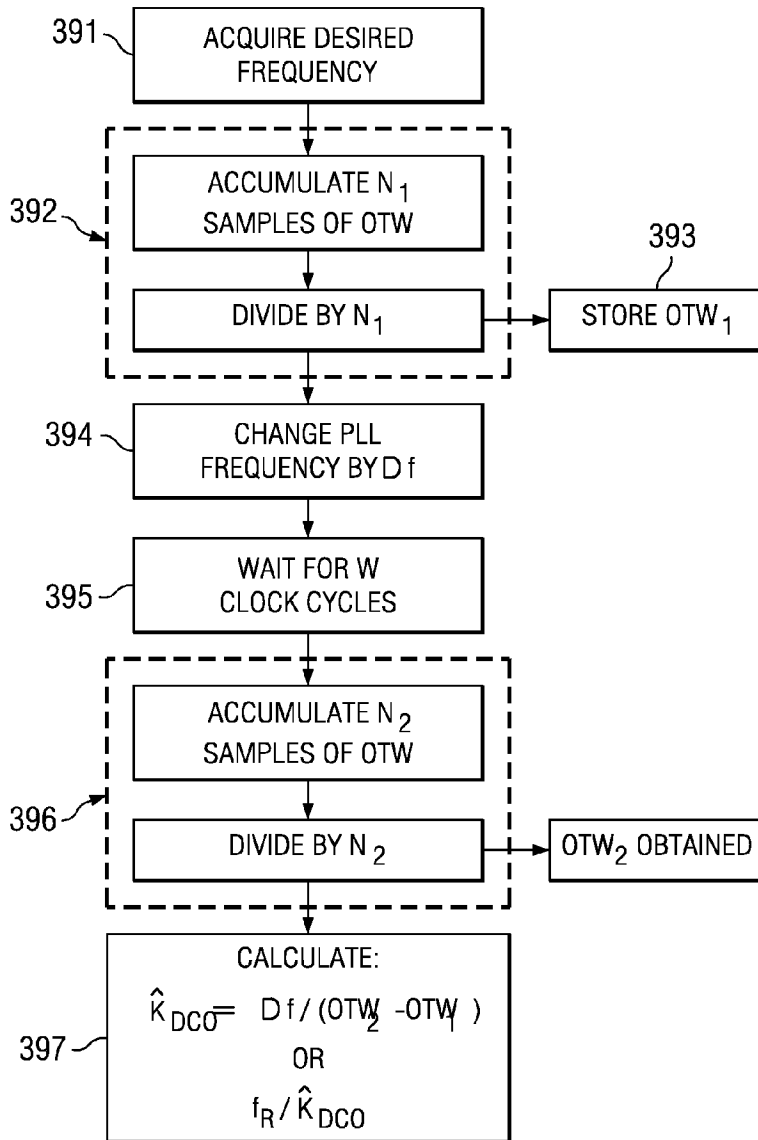 391
ACQUIRE DESIRED
FREQUENCY
392
ACCUMULATE N1
SAMPLES OF OTW
DIVIDE BY N1
393
STORE OTW1
394
CHANGE PLL
FREQUENCY BY D f
395
WAIT FOR W
CLOCK CYCLES
396
ACCUMULATE N2
SAMPLES OF OTW
DIVIDE BY N2
OTW2 OBTAINED
397
CALCULATE:
K̂DCO = D f / (OTW2 -OTW1 )
OR
fR / K̂DCO